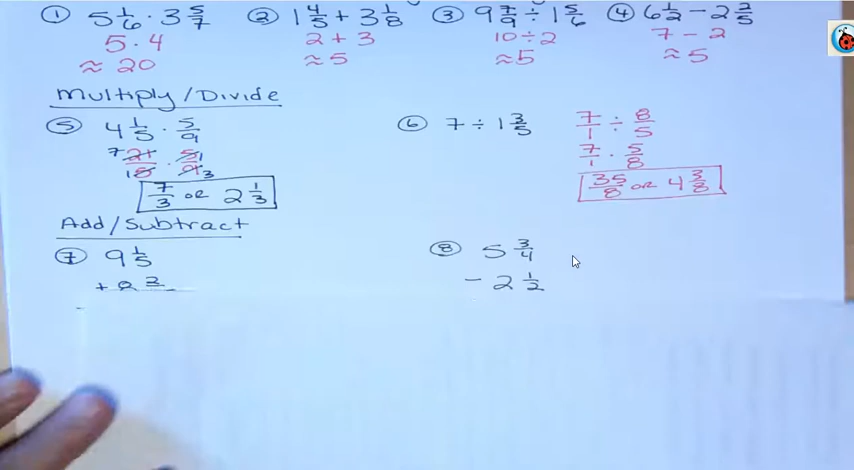 ① 5 1/6 · 3 5/7 ② 1 4/5 + 3 1/8 ③ 9 7/9 ÷ 1 5/6 ④ 6 1/2 − 2 2/5
5 · 4 2 + 3 10 ÷ 2 7 − 2
≈ 20 ≈ 5 ≈ 5 ≈ 5
Multiply/Divide
⑤ 4 1/5 · 5/9 ⑥ 7 ÷ 1 3/5 7/1 ÷ 8/5
7 21/5 1 · 5/9 1 3 7/1 · 5/8
7/3 OR 2 1/3 35/8 OR 4 3/8
Add/Subtract
⑦ 9 1/5 ⑧ 5 3/4
+ − 2 1/2